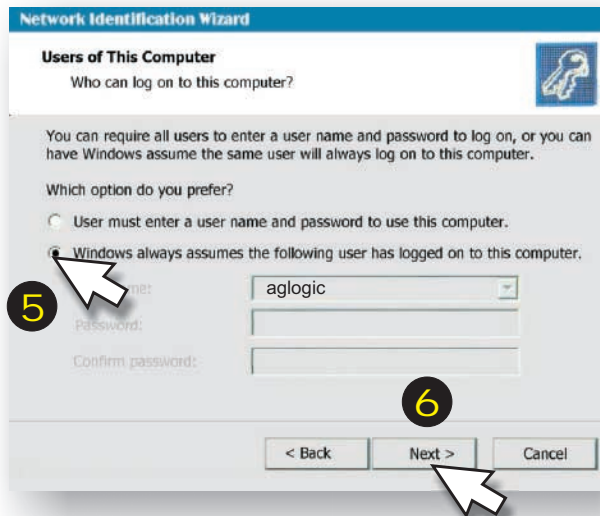 Network Identification Wizard
Users of This Computer
Who can log on to this computer?
You can require all users to enter a user name and password to log on, or you can
have Windows assume the same user will always log on to this computer.
Which option do you prefer?
User must enter a user name and password to use this computer.
Windows always assumes the following user has logged on to this computer.
5
aglogic
Password:
Confirm password:
6
< Back
Next >
Cancel